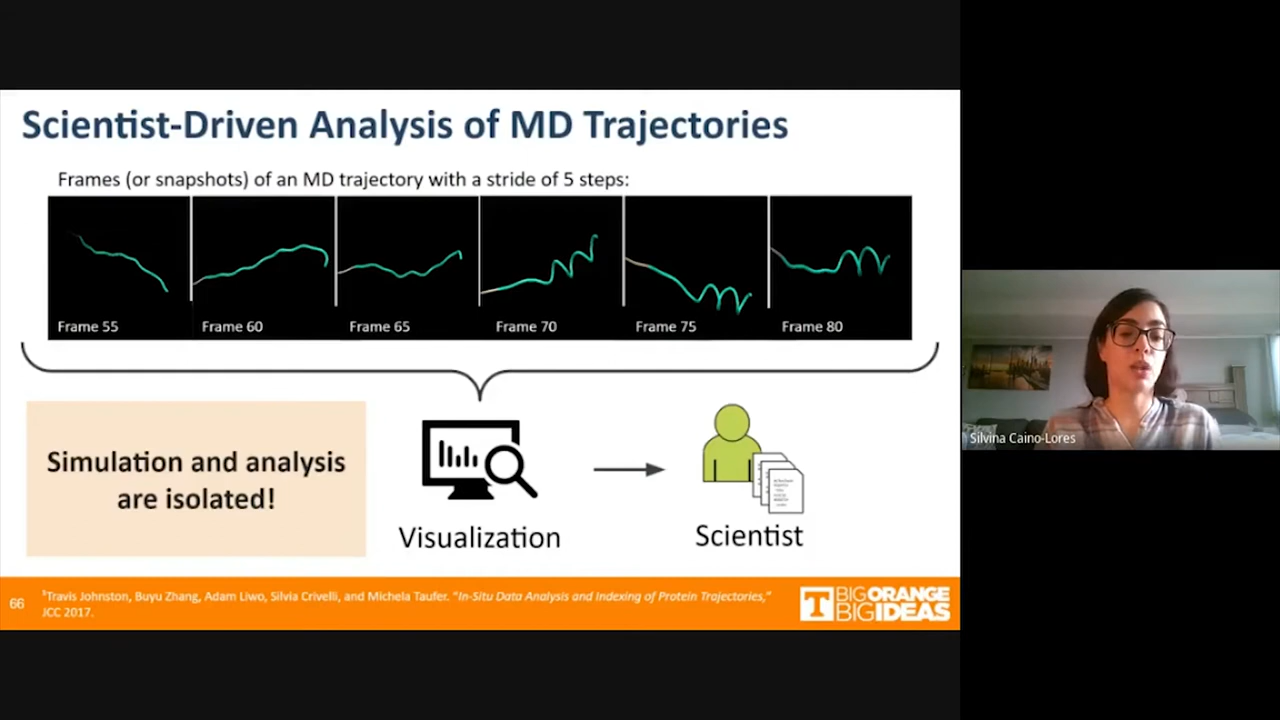 Scientist-Driven Analysis of MD Trajectories
Frames (or snapshots) of an MD trajectory with a stride of 5 steps:
Frame 55
Frame 60
Frame 65
Frame 70
Frame 75
Frame 80
Simulation and analysis
are isolated!
Visualization
Scientist
Silvina Caino-Lores
66
¹Travis Johnston, Buyu Zhang, Adam Liwo, Silvia Crivelli, and Michela Taufer. “In-Situ Data Analysis and Indexing of Protein Trajectories,”
JCC 2017.
T
BIG ORANGE
BIG IDEAS